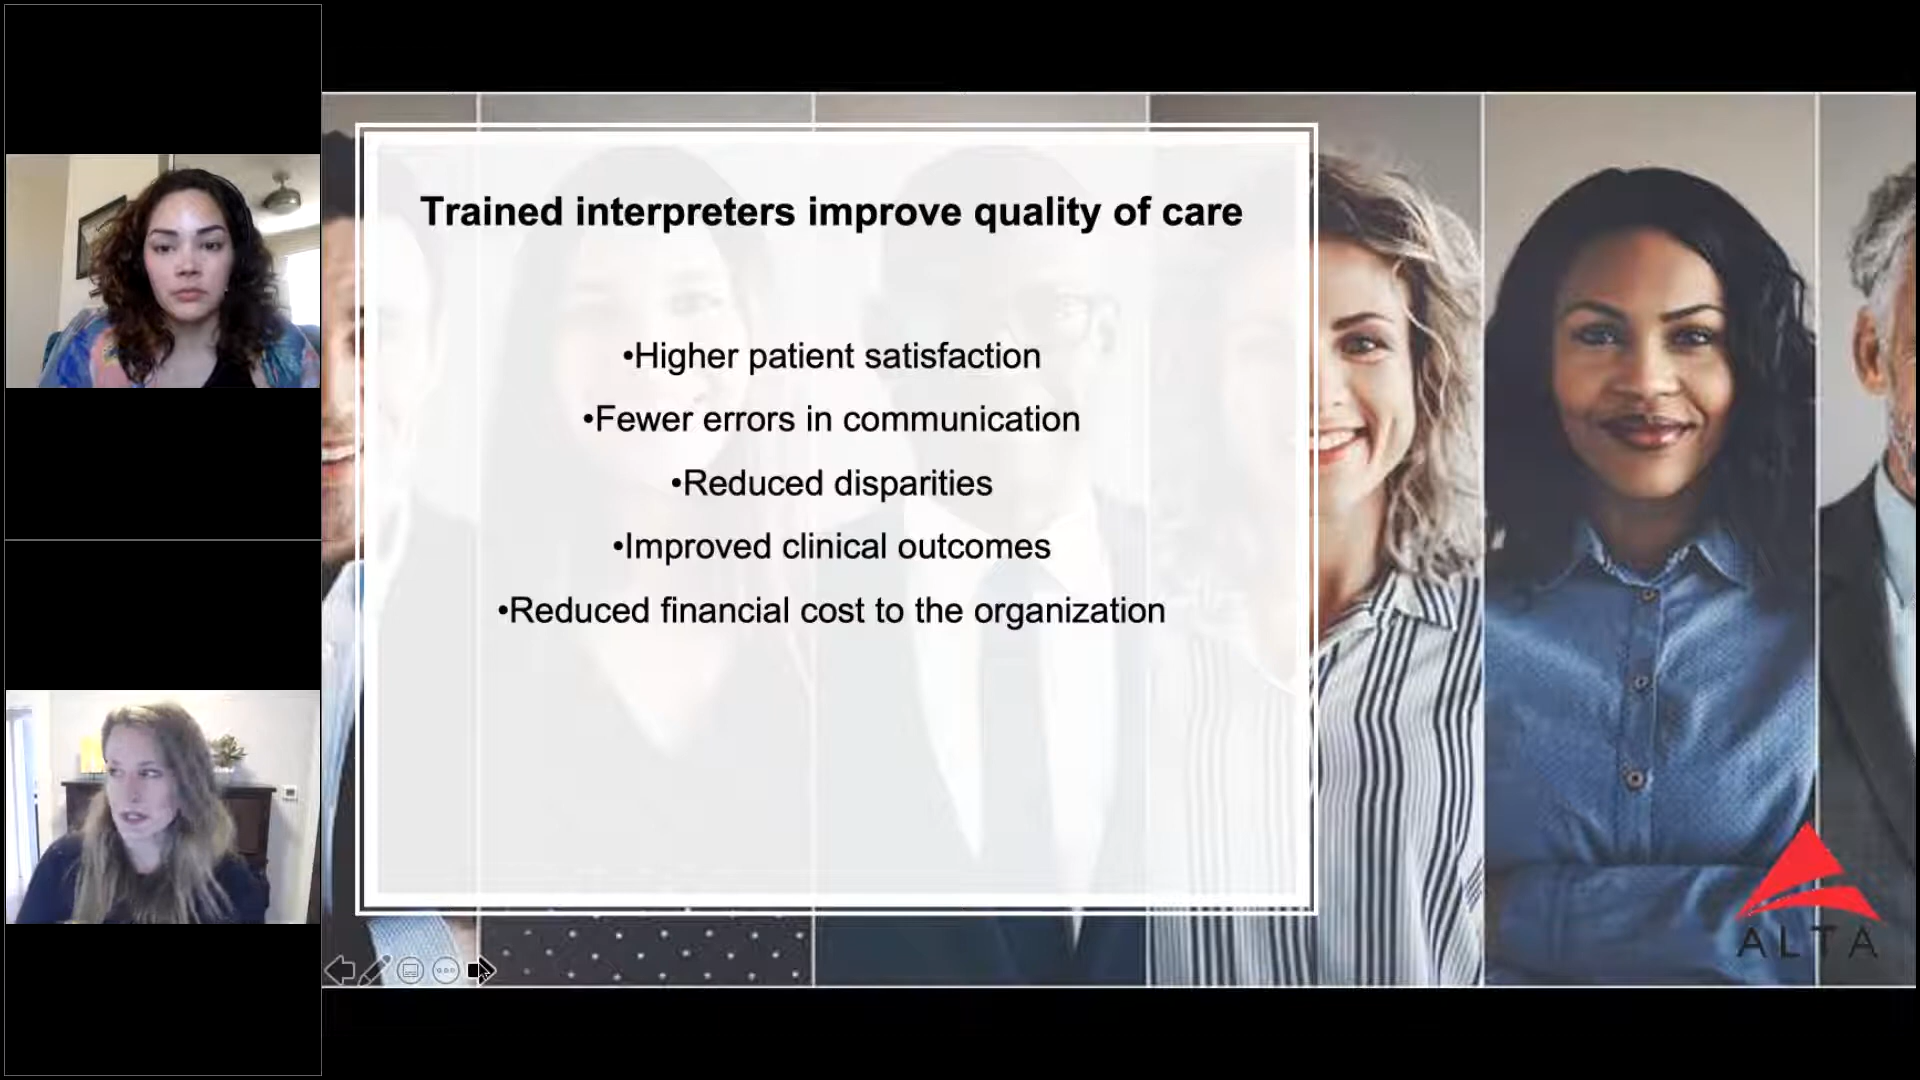 Trained interpreters improve quality of care
•Higher patient satisfaction
•Fewer errors in communication
•Reduced disparities
•Improved clinical outcomes
•Reduced financial cost to the organization
ALTA